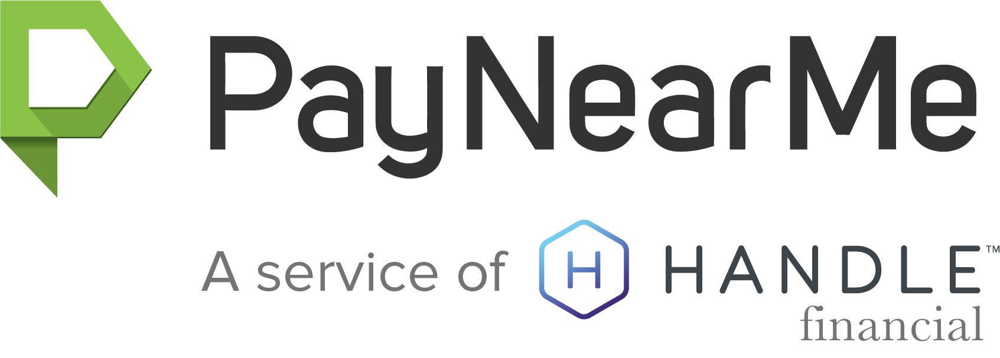 PayNearMe
A service of H HANDLE™
financial